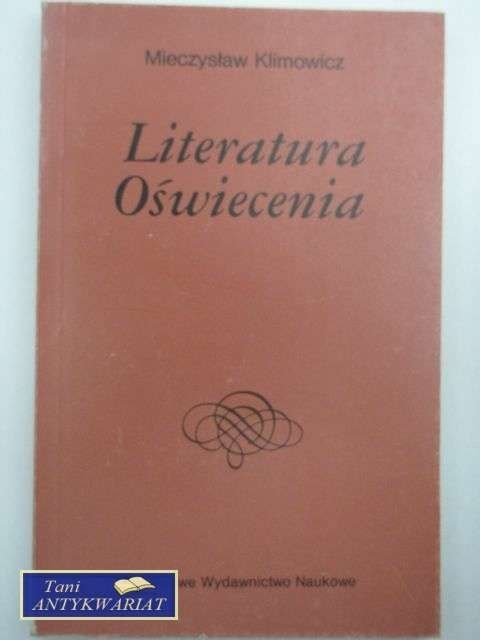 Mieczysław Klimowicz
Literatura
Oświecenia
we Wydawnictwo Naukowe
Tani
ANTYKWARIAT